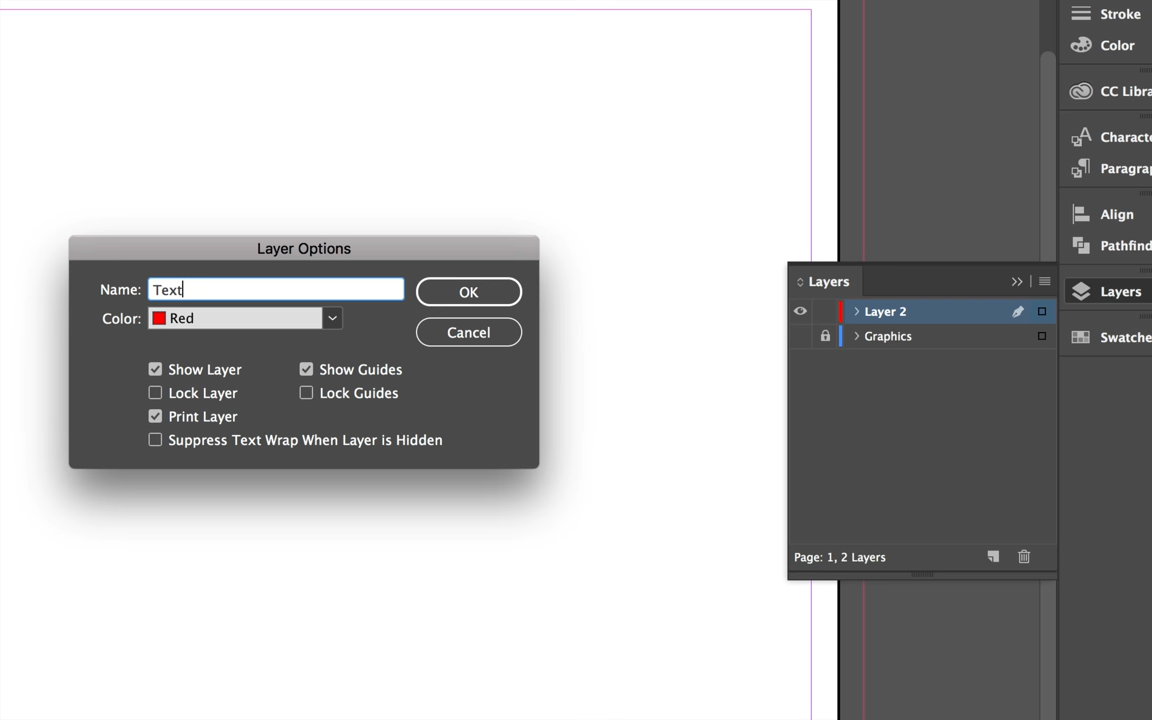 Stroke
Color
CC Libra
Characte
Paragra
Align
Pathfind
Layers
Swatche
Layer Options
Name: Text
OK
Color: Red
Cancel
Show Layer
Show Guides
Lock Layer
Lock Guides
Print Layer
Suppress Text Wrap When Layer is Hidden
Layers
Layer 2
Graphics
Page: 1, 2 Layers